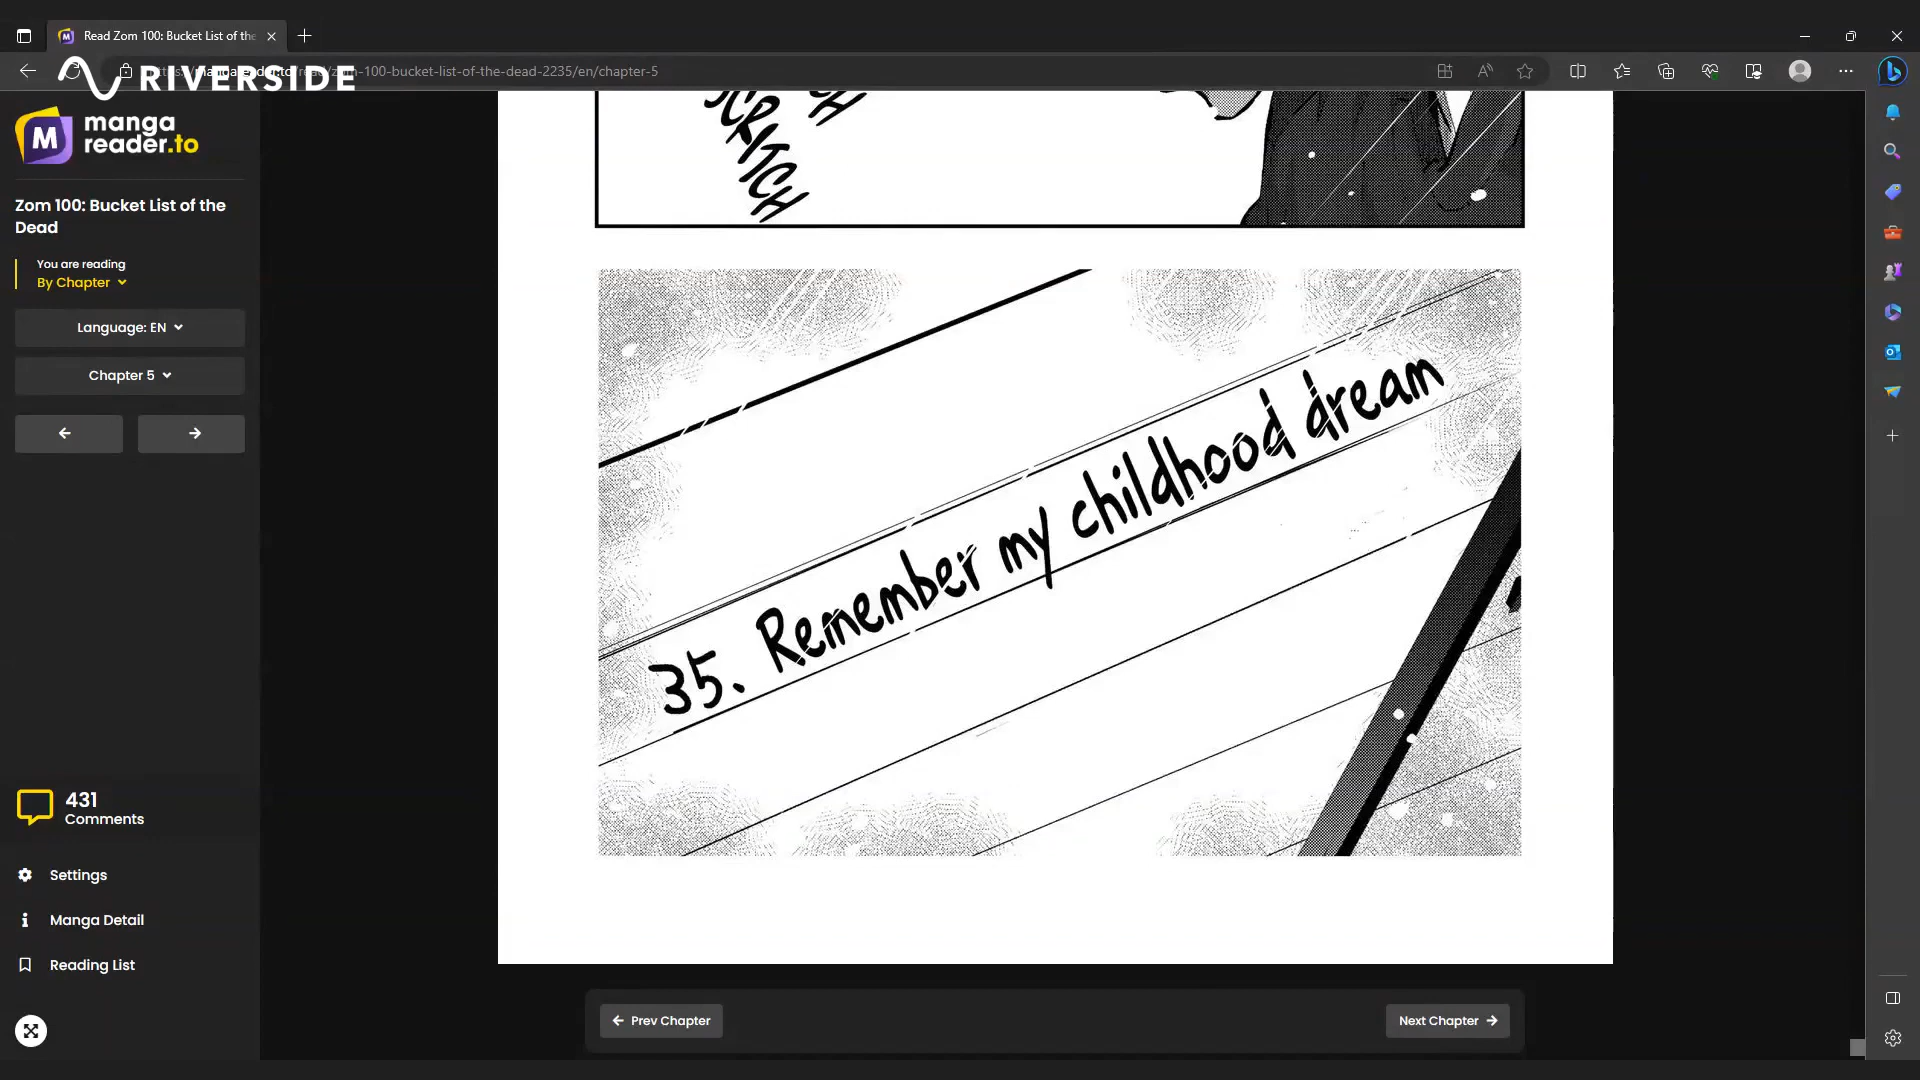 Read Zom 100: Bucket List of the
RIVERSIDE
zom-100-bucket-list-of-the-dead-2235/en/chapter-5
manga
reader.to
Zom 100: Bucket List of the
Dead
You are reading
By Chapter
Language: EN
Chapter 5
SCRITCH
35. Remember my childhood dream
431
Comments
Settings
Manga Detail
Reading List
Prev Chapter
Next Chapter